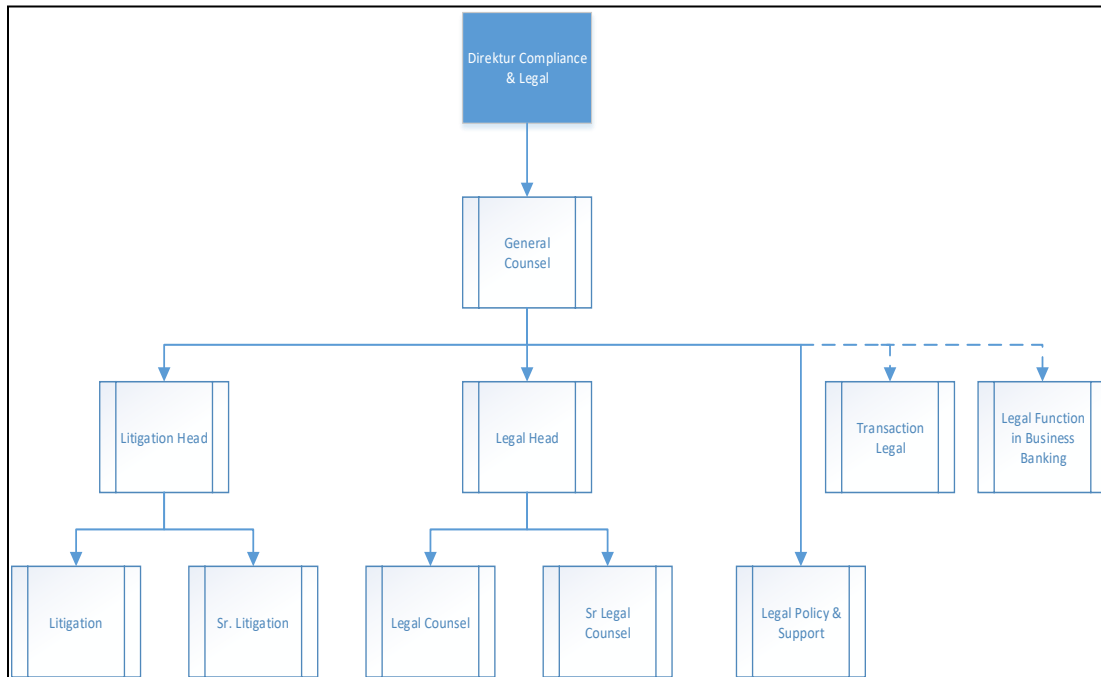 Direktur Compliance
& Legal
General
Counsel
Litigation Head
Legal Head
Transaction
Legal
Legal Function
in Business
Banking
Litigation
Sr. Litigation
Legal Counsel
Sr Legal
Counsel
Legal Policy &
Support